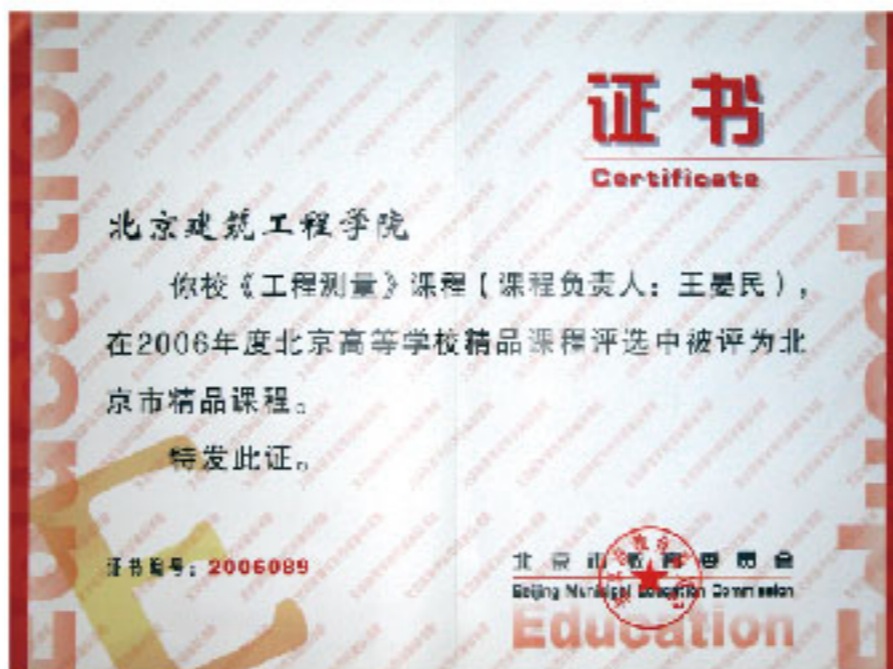 证书
Certificate
北京建筑工程学院
你校《工程测量》课程(课程负责人:王晏民),
在2006年度北京高等学校精品课程评选中被评为北
京市精品课程。
特发此证。
证书编号:2006089
北京市教育委员会
Beijing Municipal Education Commission
Education
Education
Education
E